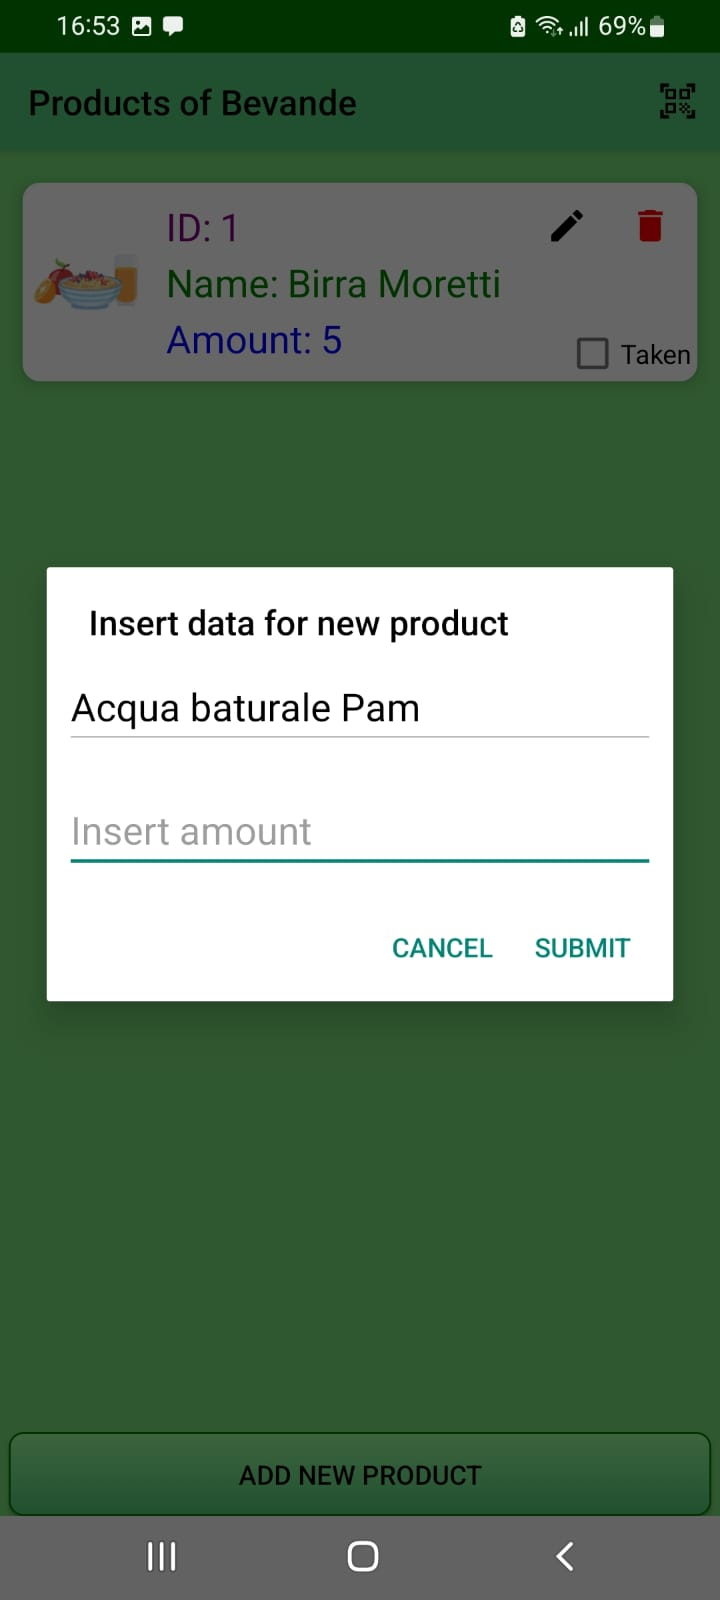 16:53
69%
Products of Bevande
ID: 1
Name: Birra Moretti
Amount: 5
Taken
Insert data for new product
Acqua baturale Pam
Insert amount
CANCEL SUBMIT
ADD NEW PRODUCT